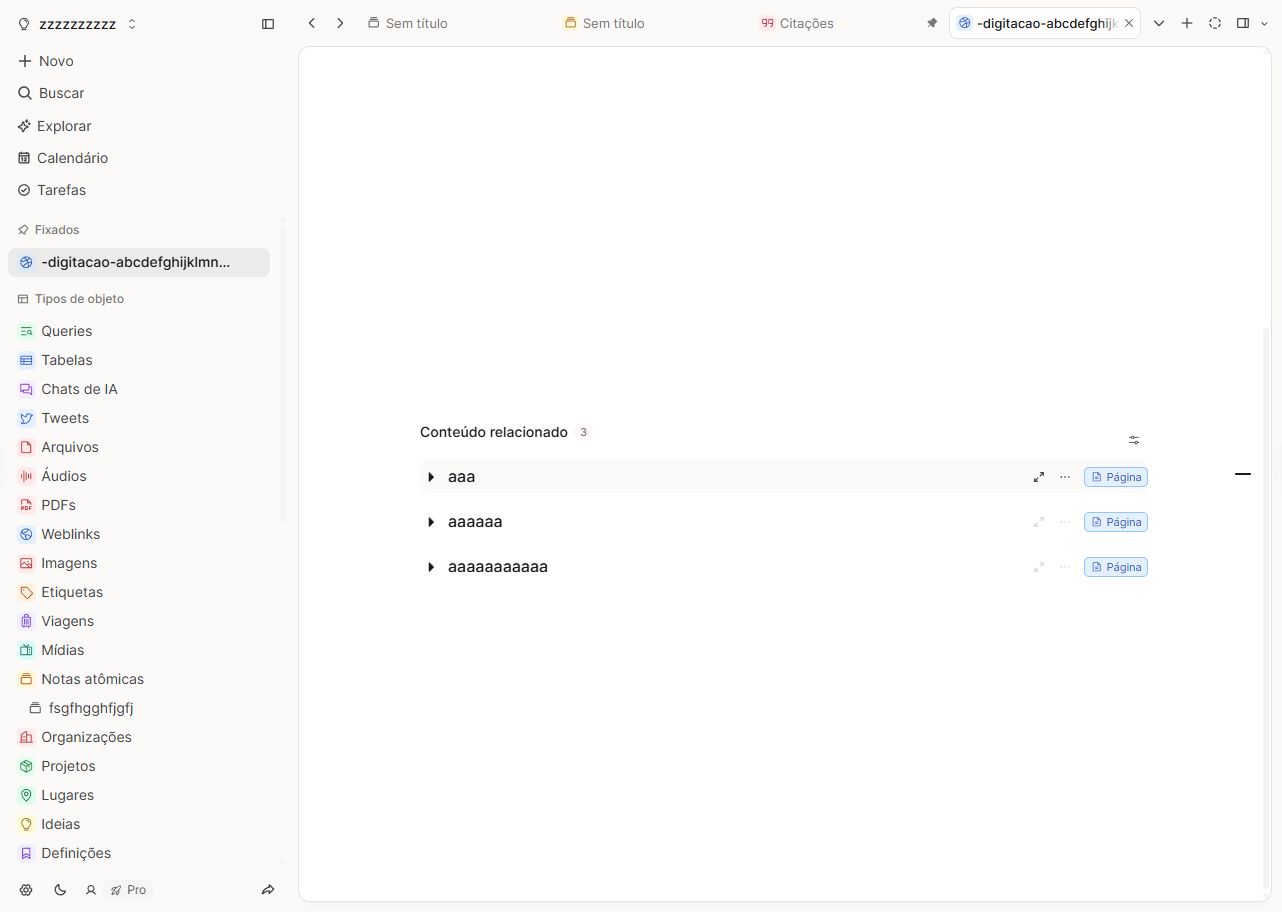 zzzzzzzzzz
Sem título
Sem título
Citações
-digitacao-abcdefghijk
Novo
Buscar
Explorar
Calendário
Tarefas
Fixados
-digitacao-abcdefghijklmn...
Tipos de objeto
Queries
Tabelas
Chats de IA
Tweets
Arquivos
Áudios
PDFs
Weblinks
Imagens
Etiquetas
Viagens
Mídias
Notas atômicas
fsgfhgghfjgfj
Organizações
Projetos
Lugares
Ideias
Definições
Pro
Conteúdo relacionado 3
aaa Página
aaaaaa Página
aaaaaaaaaaa Página